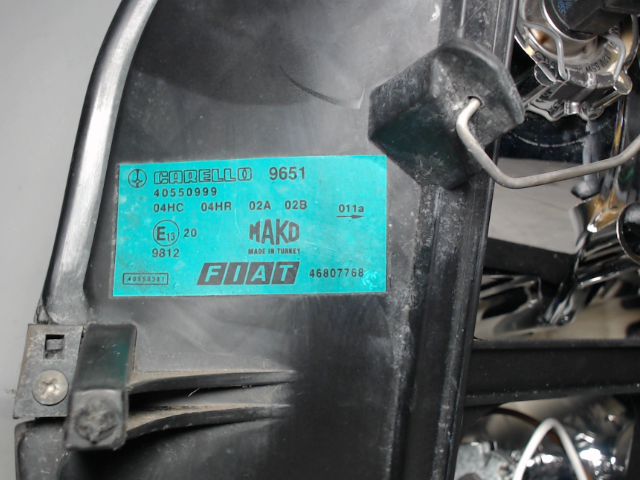 CARELLO 9651
40550999
04HC 04HR 02A 02B 011a
E13 20 MAKO
9812 MADE IN TURKEY
FIAT 46807768